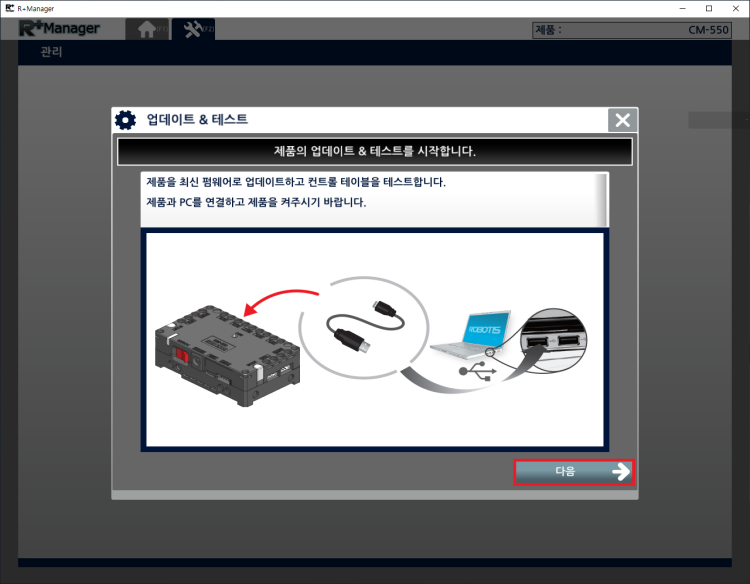 R+Manager
R+Manager
(F1)
(F2)
제품 :
CM-550
관리
업데이트 & 테스트
제품의 업데이트 & 테스트를 시작합니다.
제품을 최신 펌웨어로 업데이트하고 컨트롤 테이블을 테스트합니다.
제품과 PC를 연결하고 제품을 켜주시기 바랍니다.
ROBOTIS
다음